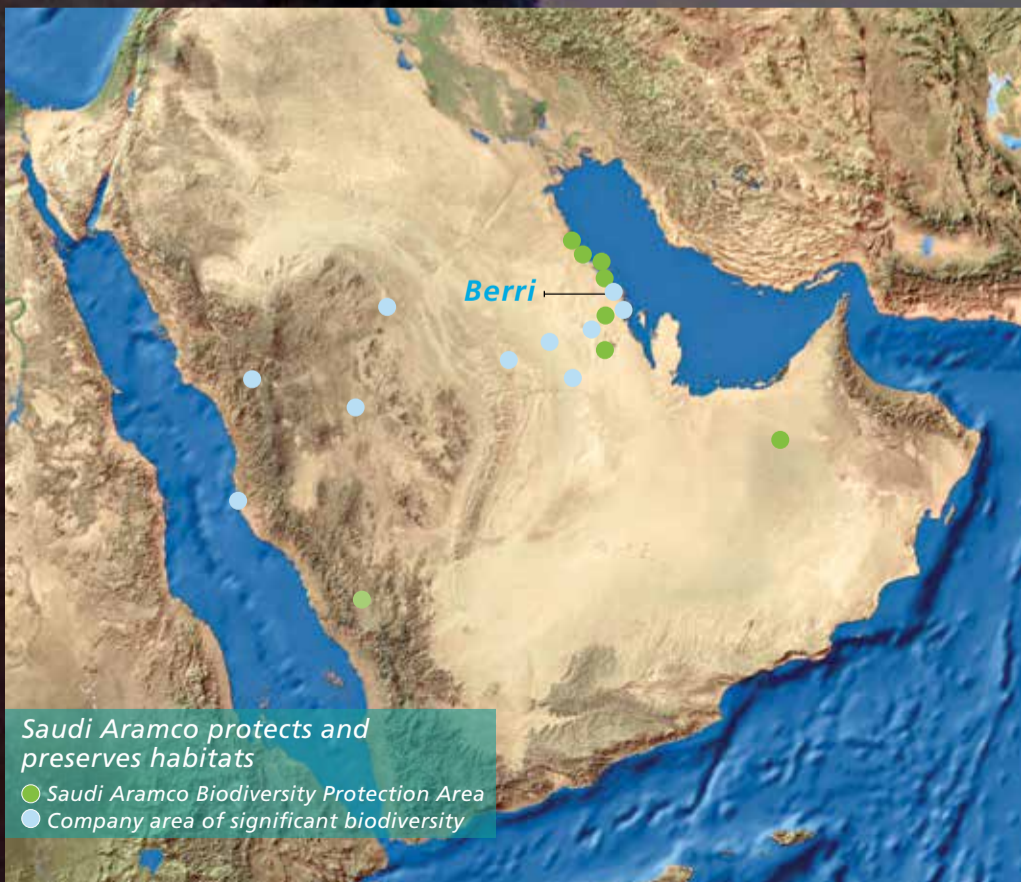 Berri
Saudi Aramco protects and
preserves habitats
Saudi Aramco Biodiversity Protection Area
Company area of significant biodiversity